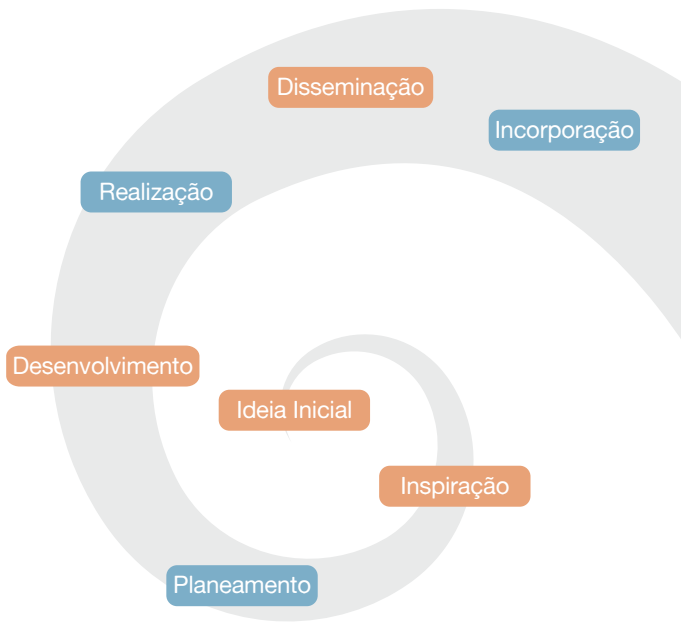 Disseminação
Incorporação
Realização
Desenvolvimento
Ideia Inicial
Inspiração
Planeamento